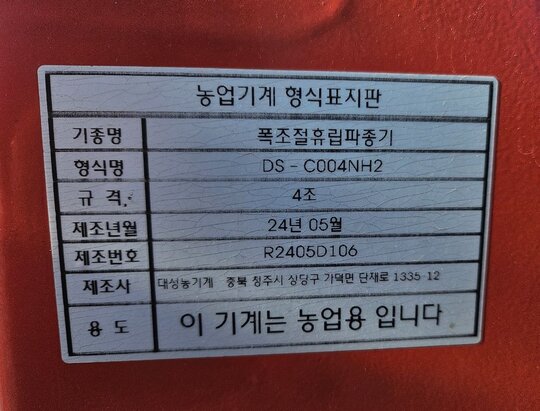 농업기계 형식표지판
기종명 폭조절휴립파종기
형식명 DS - C004NH2
규 격. 4조
제조년월 24년 05월
제조번호 R2405D106
제조사 대성농기계 충북 청주시 상당구 가덕면 단재로 1335-12
용 도 이 기계는 농업용 입니다